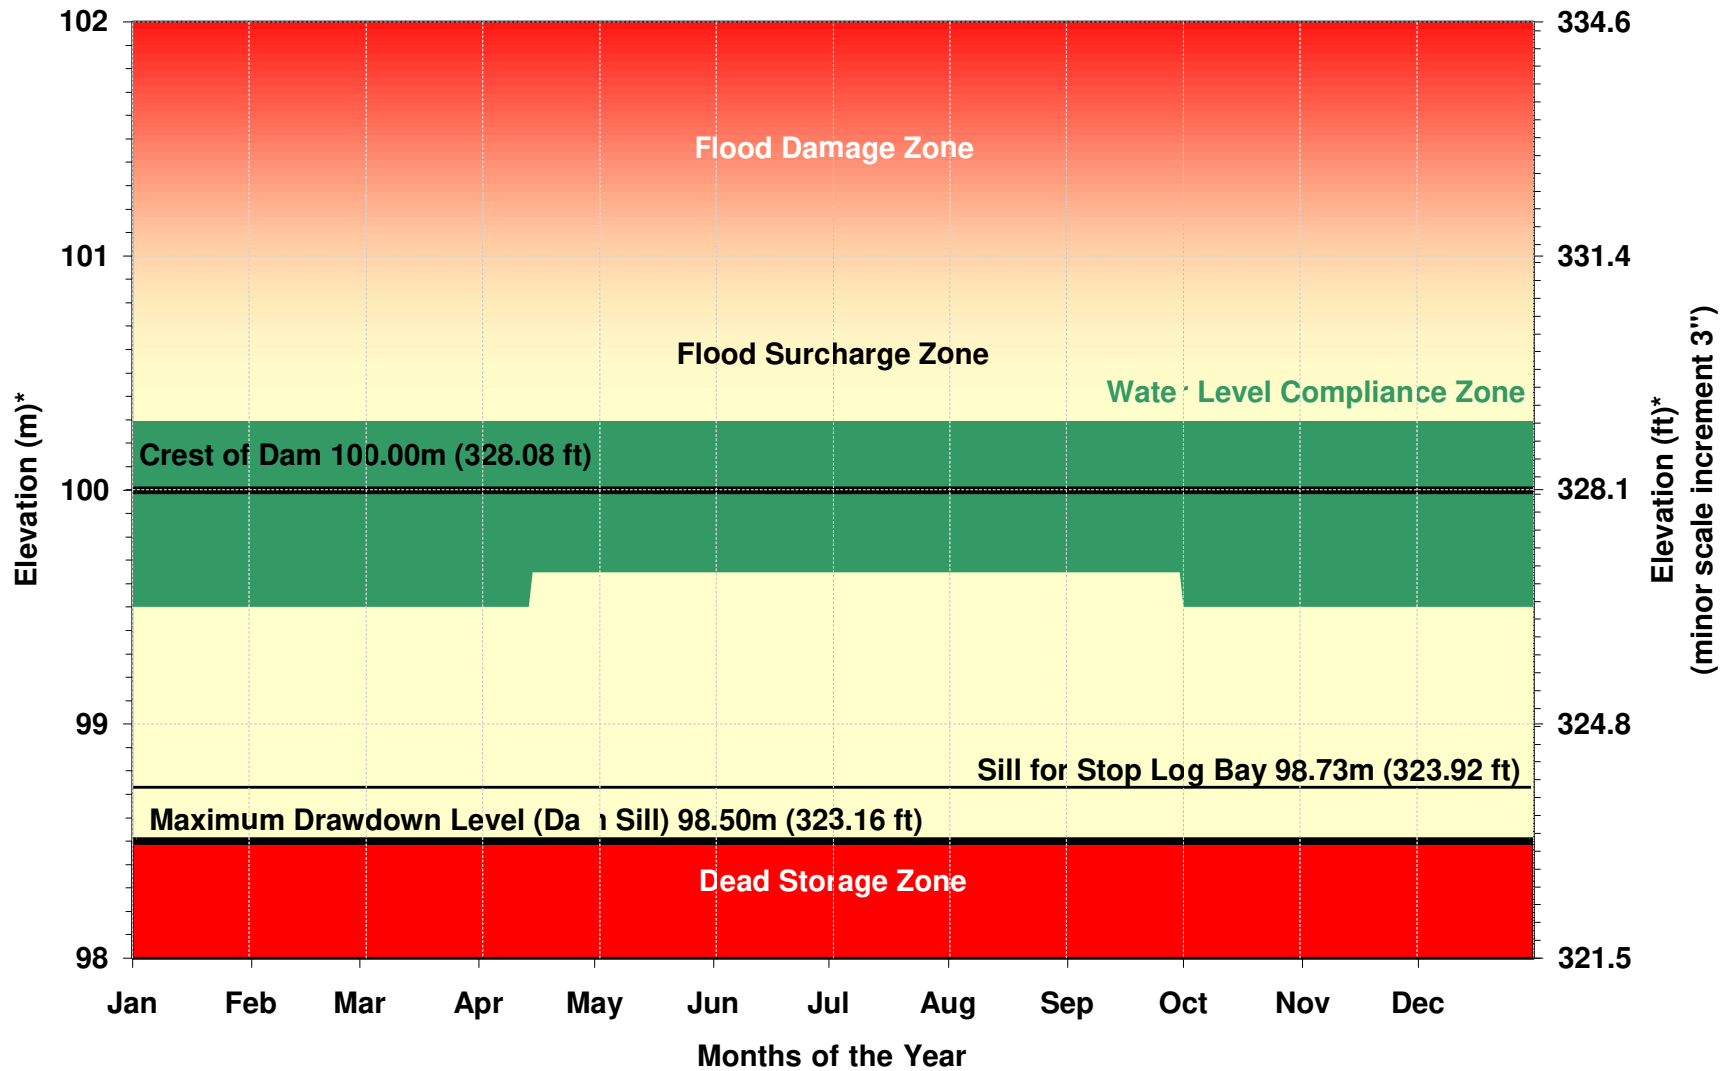 102
334.6
Flood Damage Zone
101
331.4
Flood Surcharge Zone
Wate Level Compliance Zone
Crest of Dam 100.00m (328.08 ft)
100
328.1
Elevation (m)*
Elevation (ft)*
(minor scale increment 3")
99
324.8
Sill for Stop Log Bay 98.73m (323.92 ft)
Maximum Drawdown Level (Da n Sill) 98.50m (323.16 ft)
Dead Storage Zone
98
321.5
Jan Feb Mar Apr May Jun Jul Aug Sep Oct Nov Dec
Months of the Year